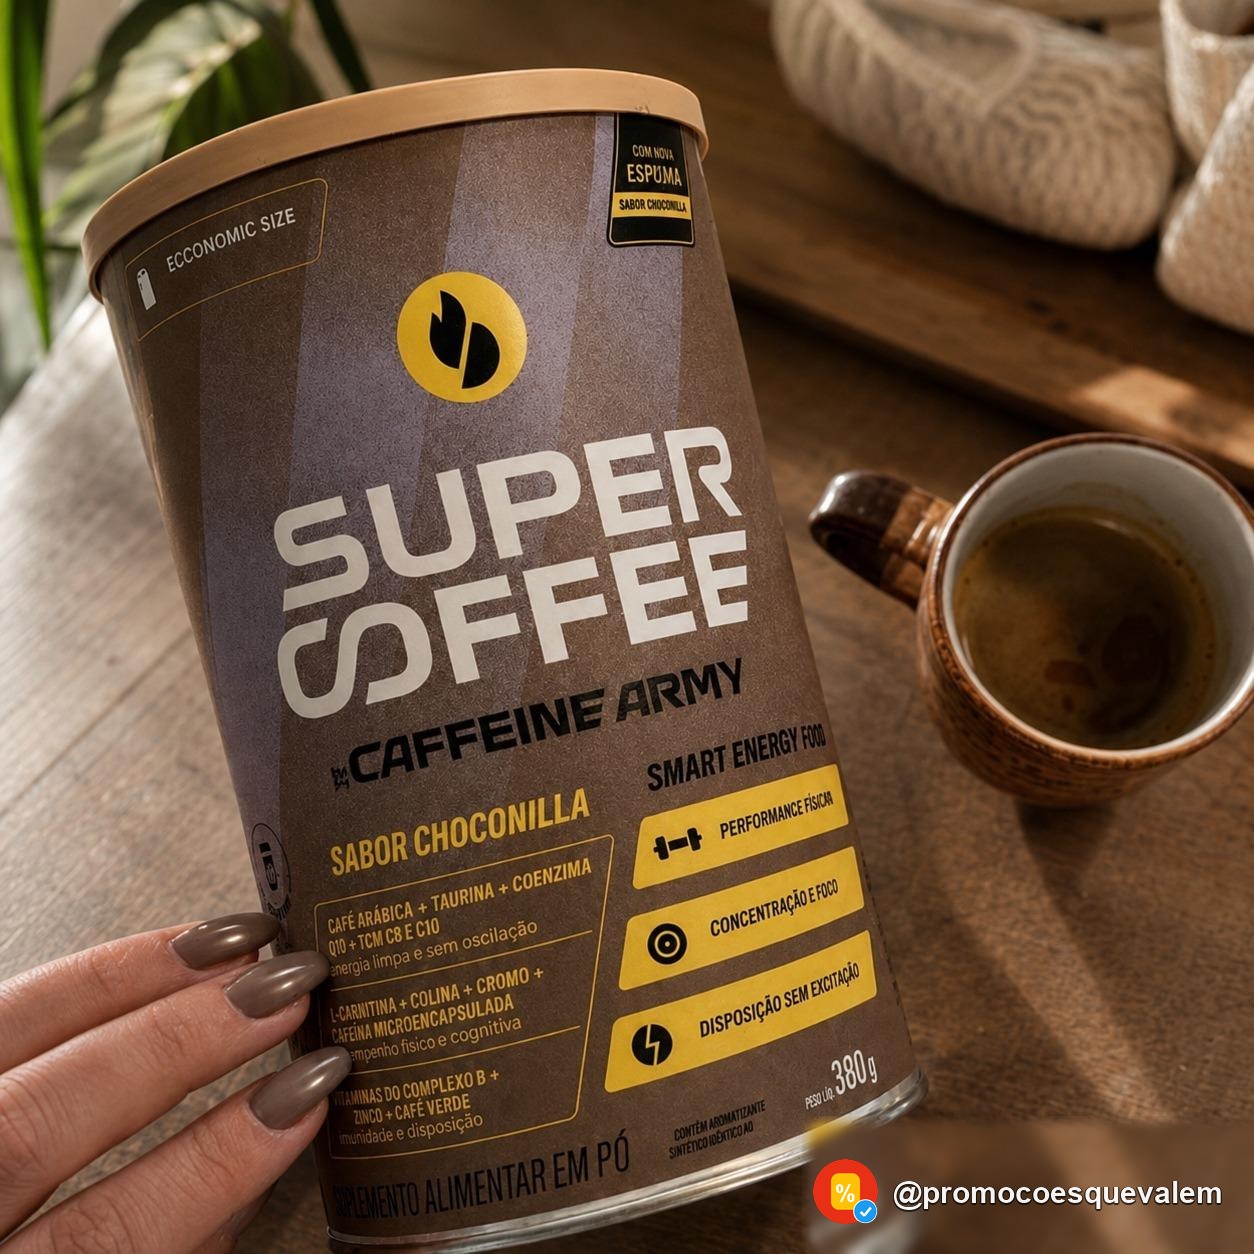 ECCONOMIC SIZE
COM NOVA
ESPUMA
SABOR CHOCONILLA
SUPER
COFFEE
BY CAFFEINE ARMY
SMART ENERGY FOOD
SABOR CHOCONILLA
CAFÉ ARÁBICA + TAURINA + COENZIMA
Q10 + TCM C8 E C10
energia limpa e sem oscilação
L-CARNITINA + COLINA + CROMO +
CAFEÍNA MICROENCAPSULADA
empenho físico e cognitiva
VITAMINAS DO COMPLEXO B +
ZINCO + CAFÉ VERDE
imunidade e disposição
PERFORMANCE FÍSICA
CONCENTRAÇÃO E FOCO
DISPOSIÇÃO SEM EXCITAÇÃO
PESO LÍQ. 380g
CONTÉM AROMATIZANTE
SINTÉTICO IDÊNTICO AO
SUPLEMENTO ALIMENTAR EM PÓ
@promocoesquevalem